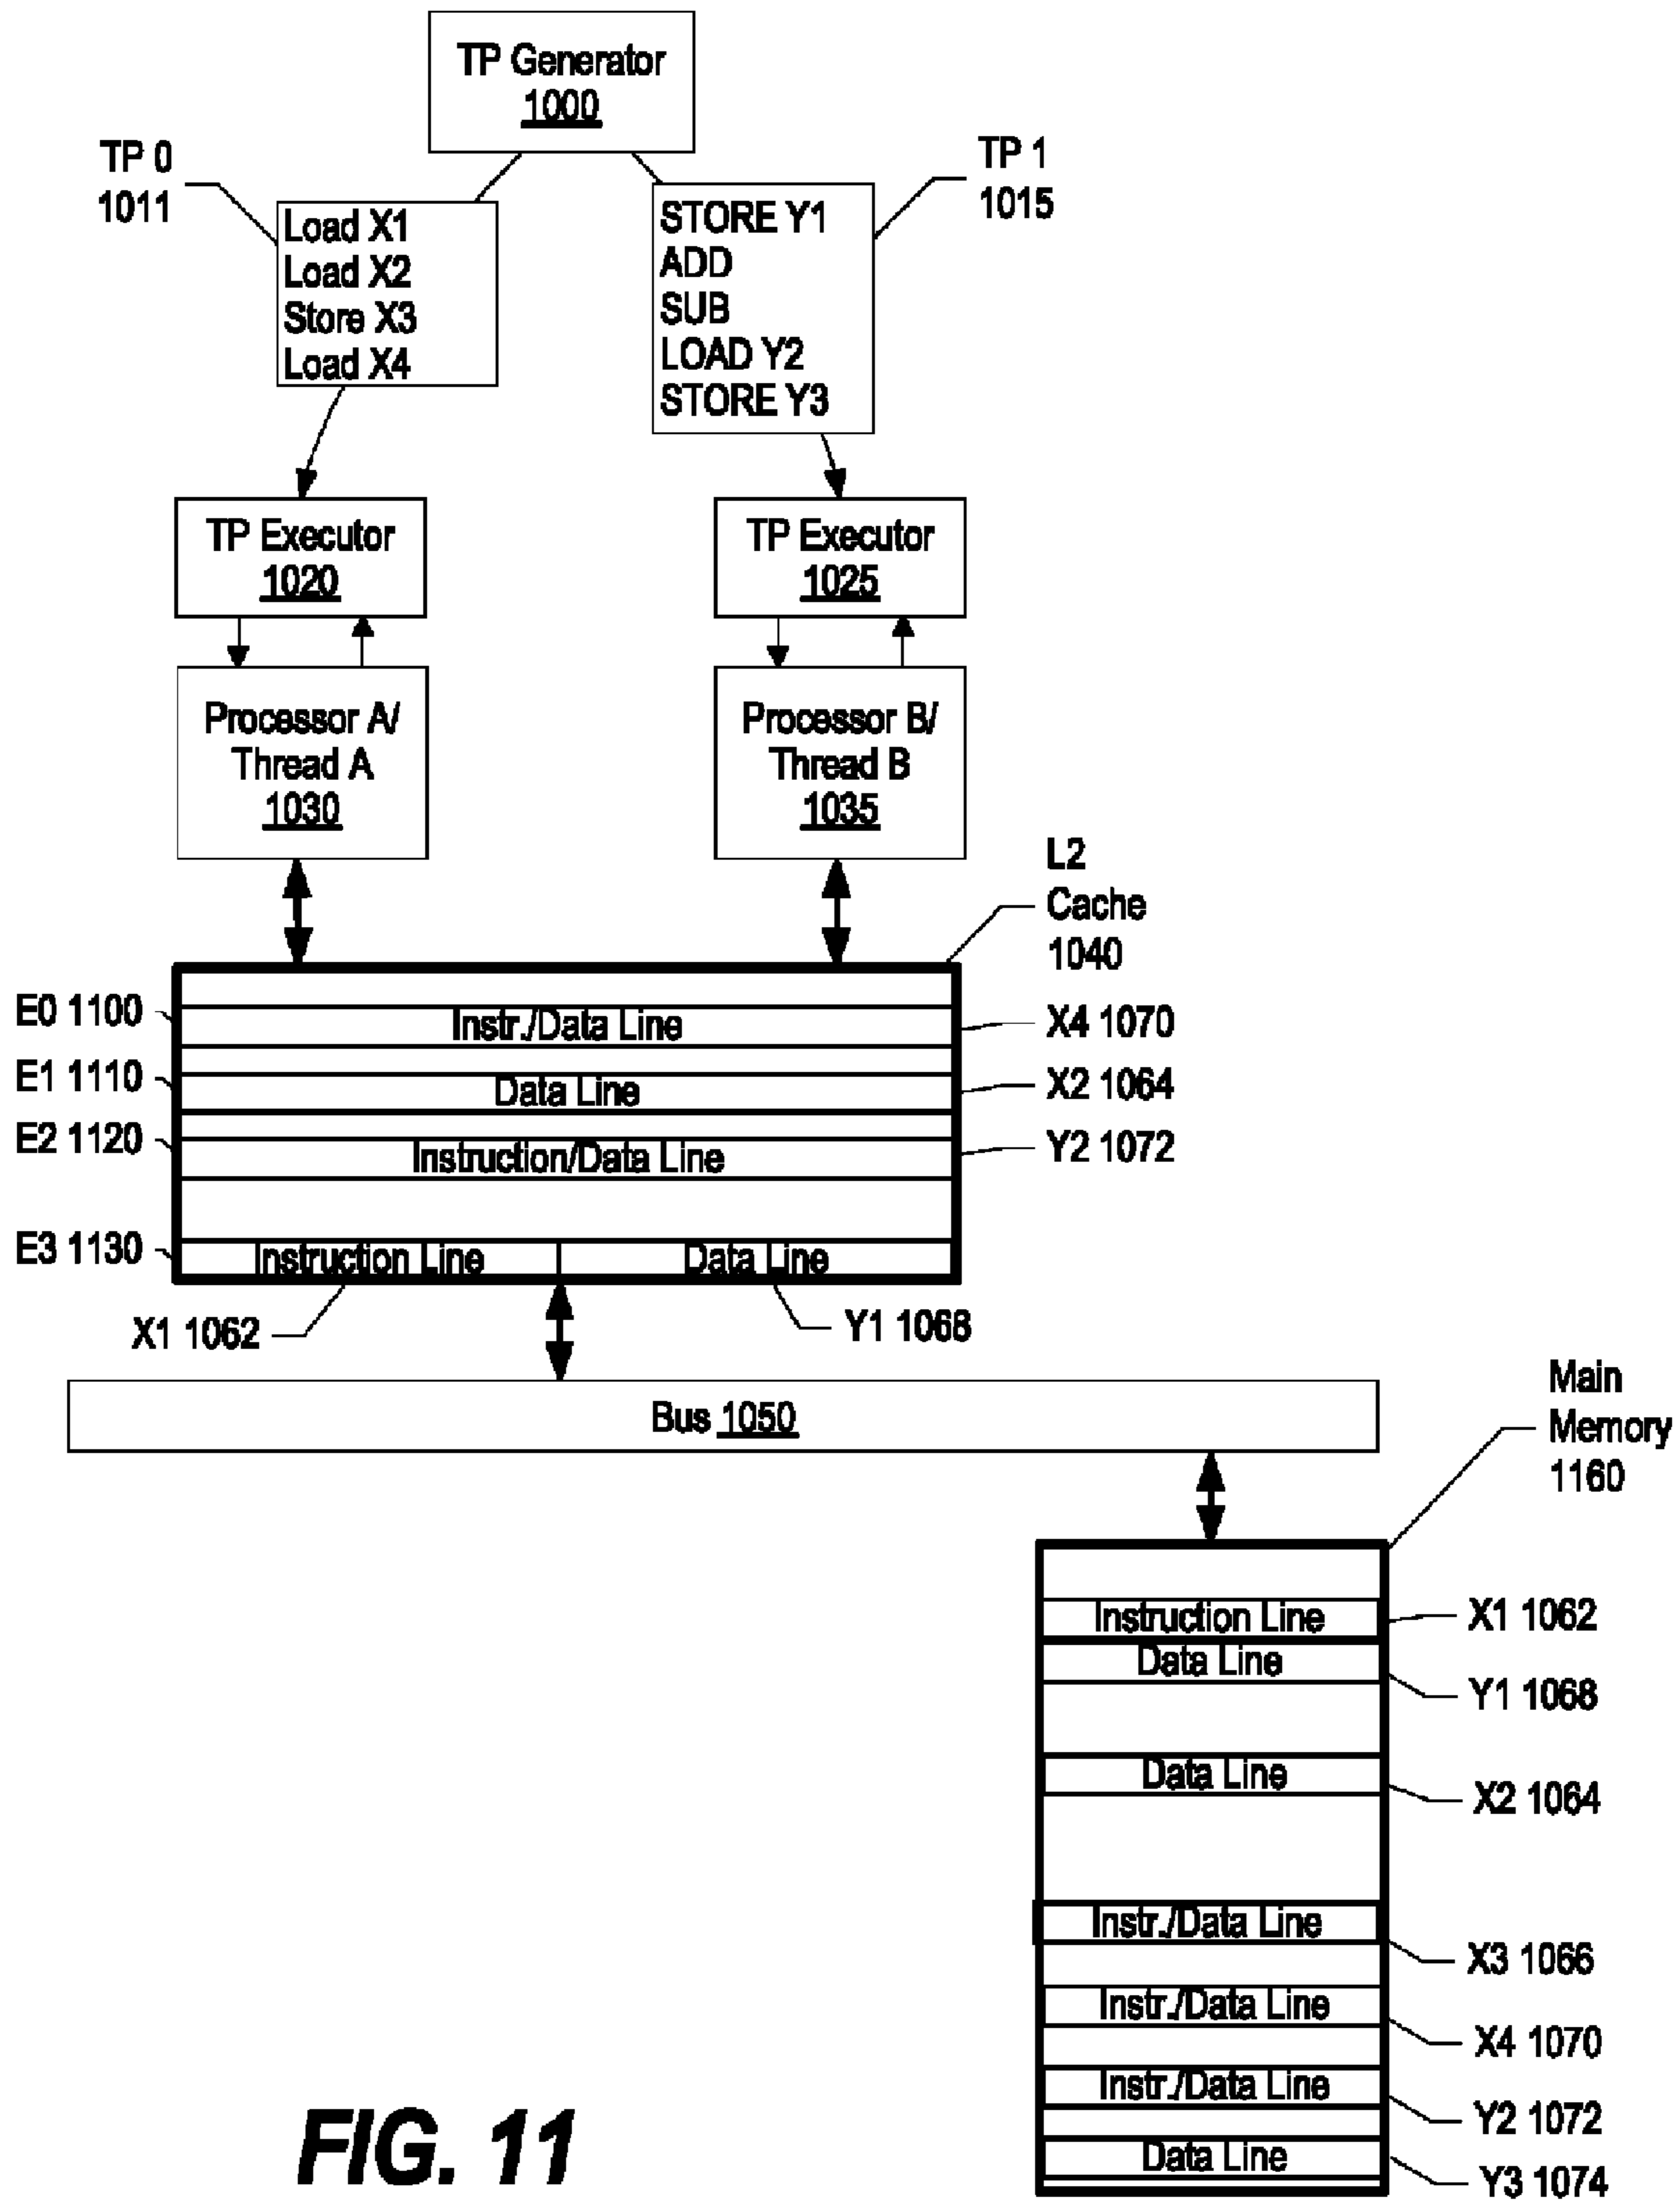 TP Generator
1000
TP 0
1011
TP 1
1015
Load X1
Load X2
Store X3
Load X4
STORE Y1
ADD
SUB
LOAD Y2
STORE Y3
TP Executor
1020
TP Executor
1025
Processor A/
Thread A
1030
Processor B/
Thread B
1035
L2
Cache
1040
E0 1100
Instr./Data Line
X4 1070
E1 1110
Data Line
X2 1064
E2 1120
Instruction/Data Line
Y2 1072
E3 1130
Instruction Line
Data Line
X1 1062
Y1 1068
Bus 1050
Main
Memory
1160
Instruction Line
X1 1062
Data Line
Y1 1068
Data Line
X2 1064
Instr./Data Line
X3 1066
Instr./Data Line
X4 1070
Instr./Data Line
Y2 1072
Data Line
Y3 1074
FIG. 11